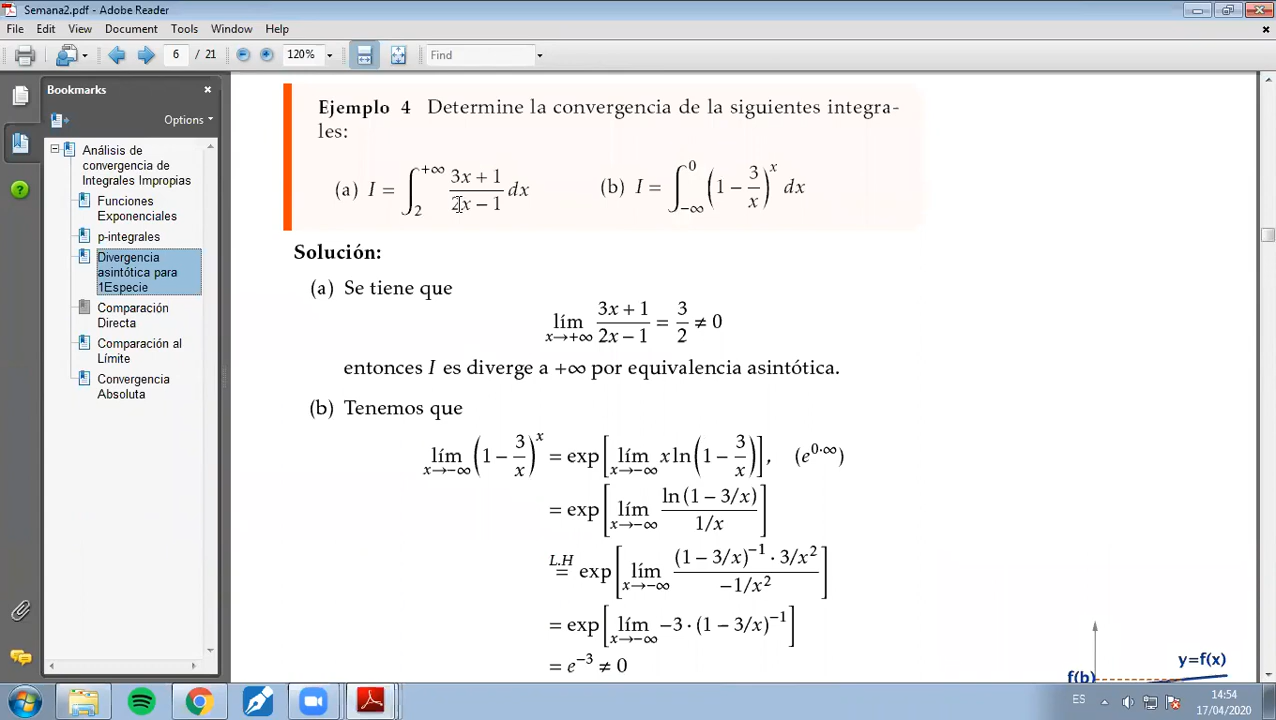 Semana2.pdf - Adobe Reader
File Edit View Document Tools Window Help
6 / 21 120% Find
Bookmarks
Options
Análisis de
convergencia de
Integrales Impropias
Funciones
Exponenciales
p-integrales
Divergencia
asintótica para
1Especie
Comparación
Directa
Comparación al
Límite
Convergencia
Absoluta
Ejemplo 4 Determine la convergencia de la siguientes integra-
les:
(a) I = ∫_2^{+∞} (3x + 1)/(2x − 1) dx (b) I = ∫_{−∞}^0 (1 − 3/x)^x dx
Solución:
(a) Se tiene que
lím_{x→+∞} (3x + 1)/(2x − 1) = 3/2 ≠ 0
entonces I es diverge a +∞ por equivalencia asintótica.
(b) Tenemos que
lím_{x→−∞} (1 − 3/x)^x = exp[lím_{x→−∞} x ln(1 − 3/x)], (e^{0·∞})
= exp[lím_{x→−∞} ln(1 − 3/x)/(1/x)]
L.H = exp[lím_{x→−∞} ((1 − 3/x)^{−1} · 3/x²)/(−1/x²)]
= exp[lím_{x→−∞} −3 · (1 − 3/x)^{−1}]
= e^{−3} ≠ 0
y=f(x)
f(b)
ES
14:54
17/04/2020